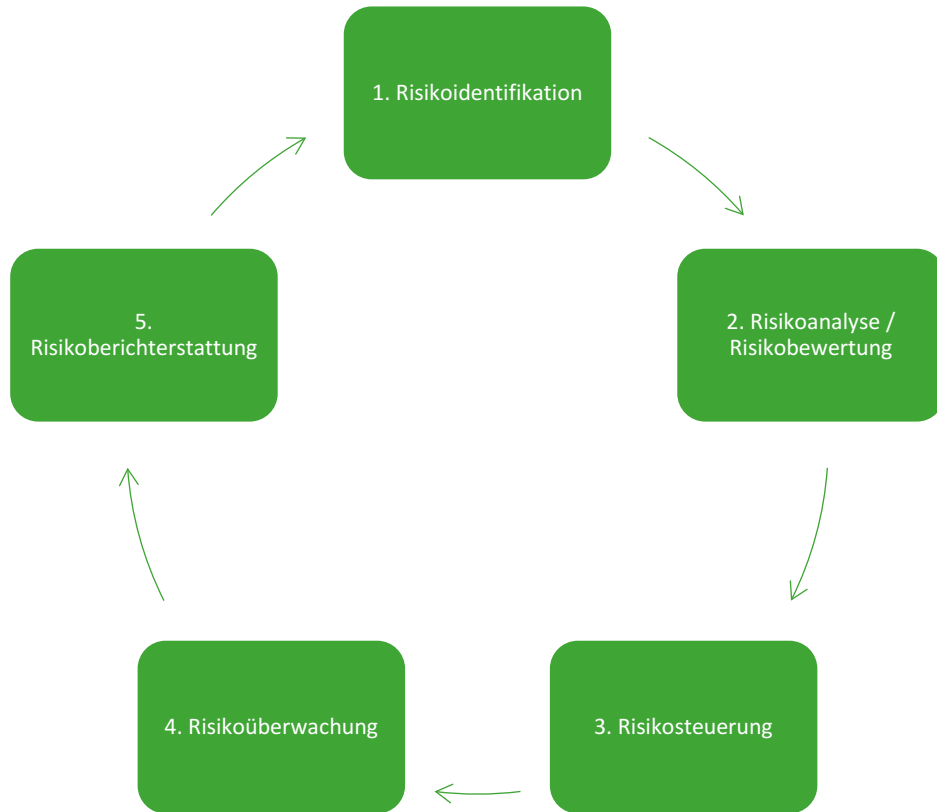 1. Risikoidentifikation
2. Risikoanalyse /
Risikobewertung
3. Risikosteuerung
4. Risikoüberwachung
5.
Risikoberichterstattung